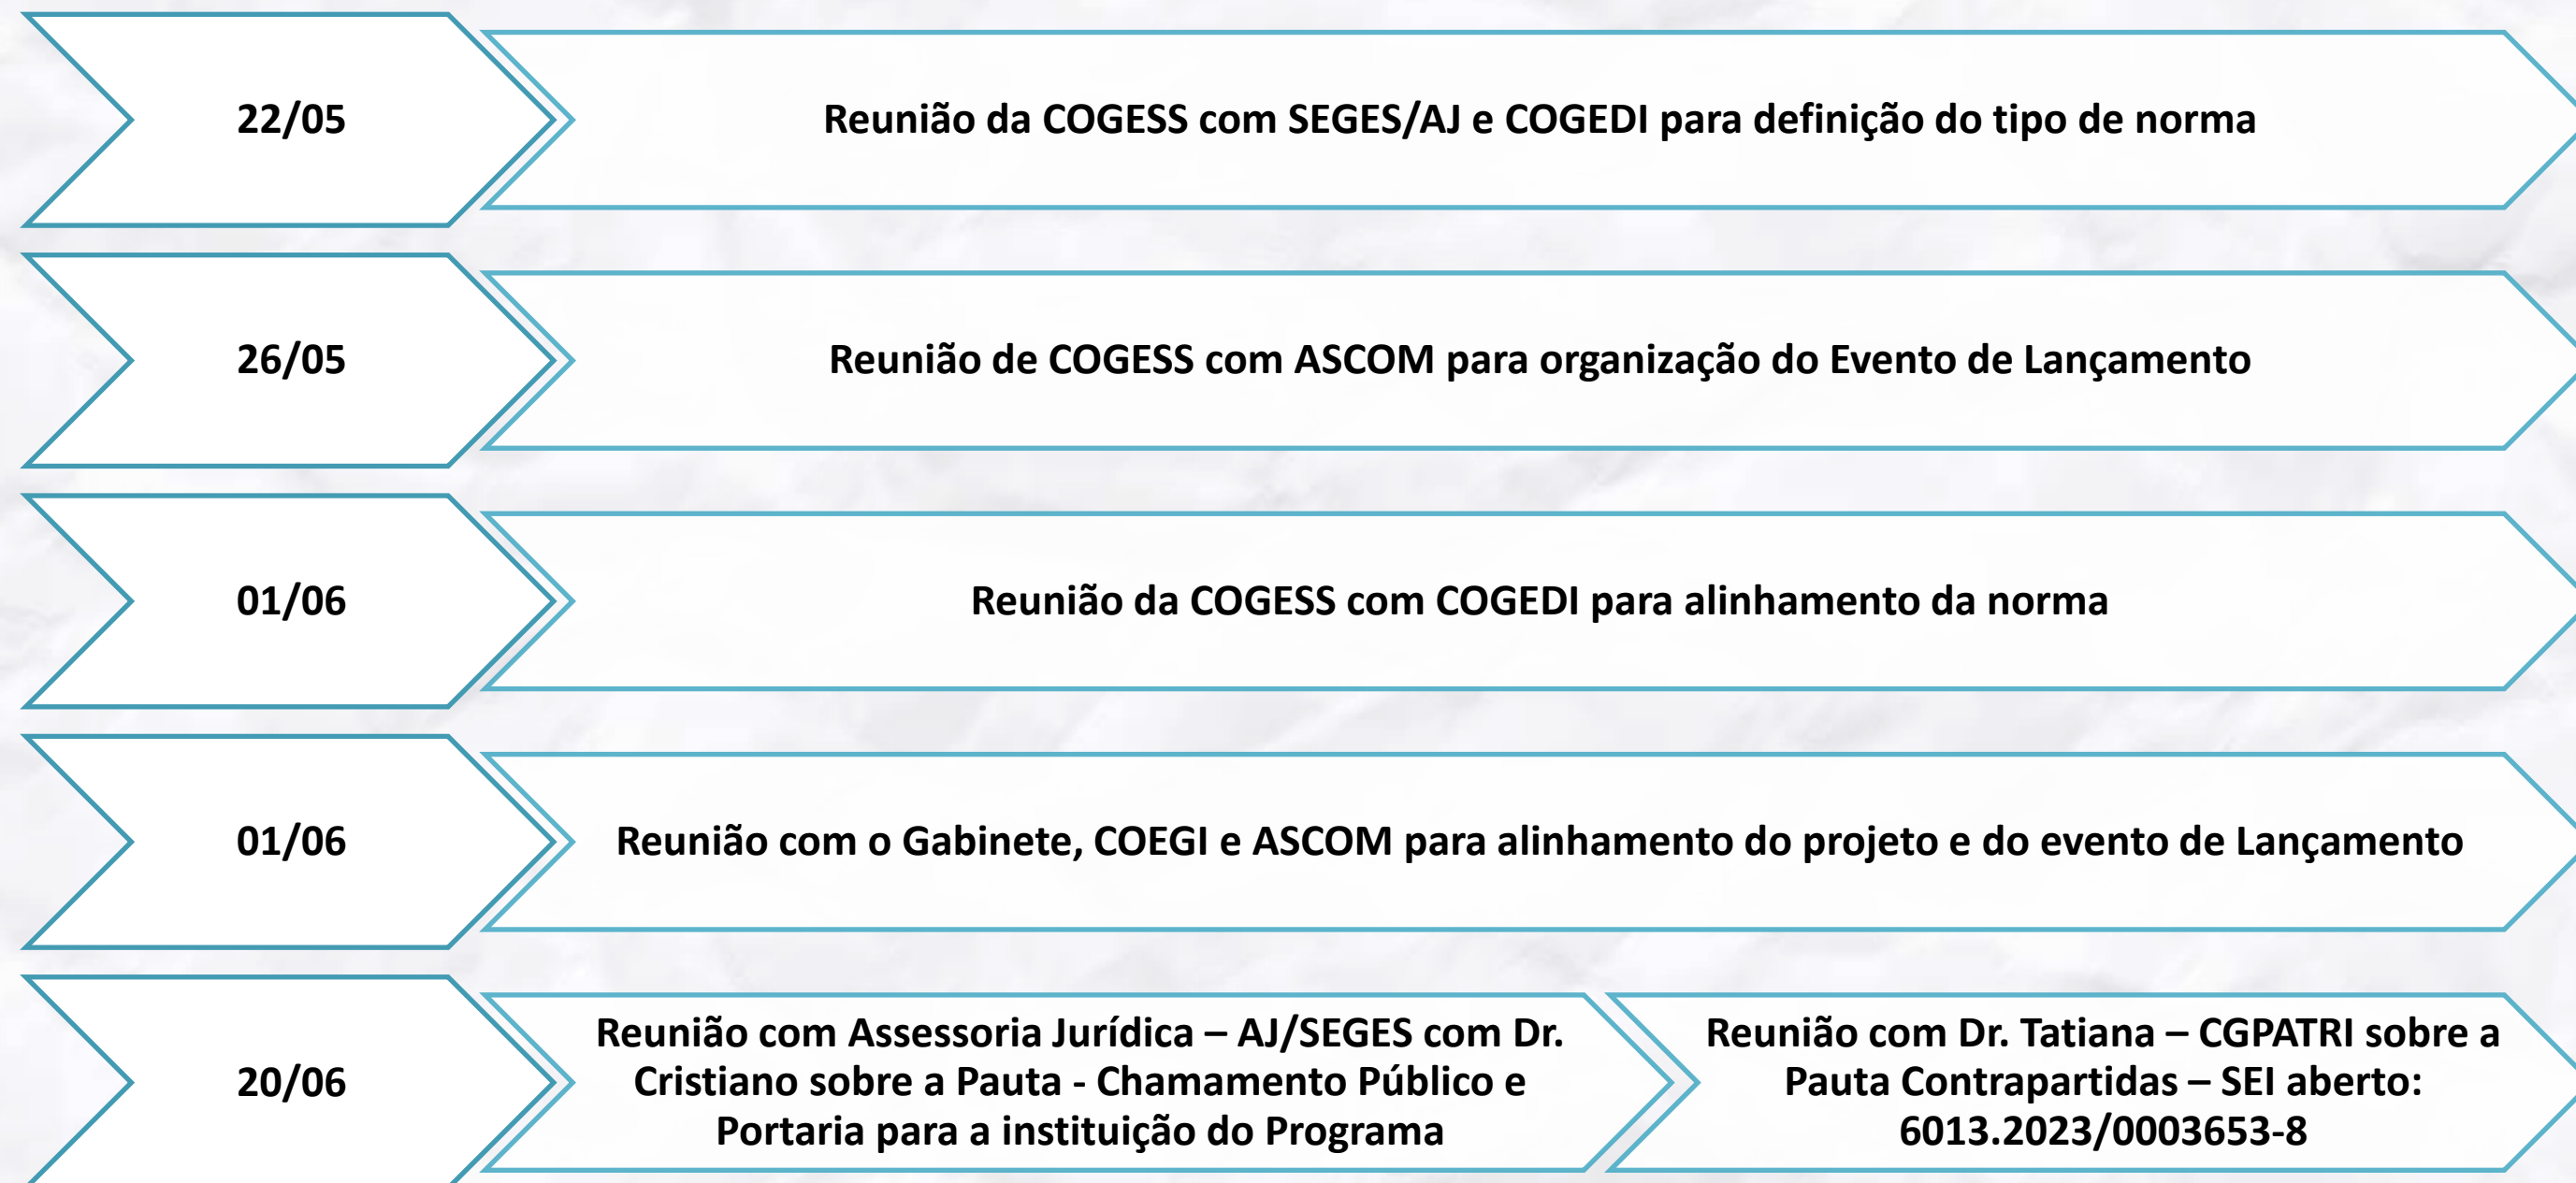 22/05
Reunião da COGESS com SEGES/AJ e COGEDI para definição do tipo de norma
26/05
Reunião de COGESS com ASCOM para organização do Evento de Lançamento
01/06
Reunião da COGESS com COGEDI para alinhamento da norma
01/06
Reunião com o Gabinete, COEGI e ASCOM para alinhamento do projeto e do evento de Lançamento
20/06
Reunião com Assessoria Jurídica – AJ/SEGES com Dr.
Cristiano sobre a Pauta - Chamamento Público e
Portaria para a instituição do Programa
Reunião com Dr. Tatiana – CGPATRI sobre a
Pauta Contrapartidas – SEI aberto:
6013.2023/0003653-8